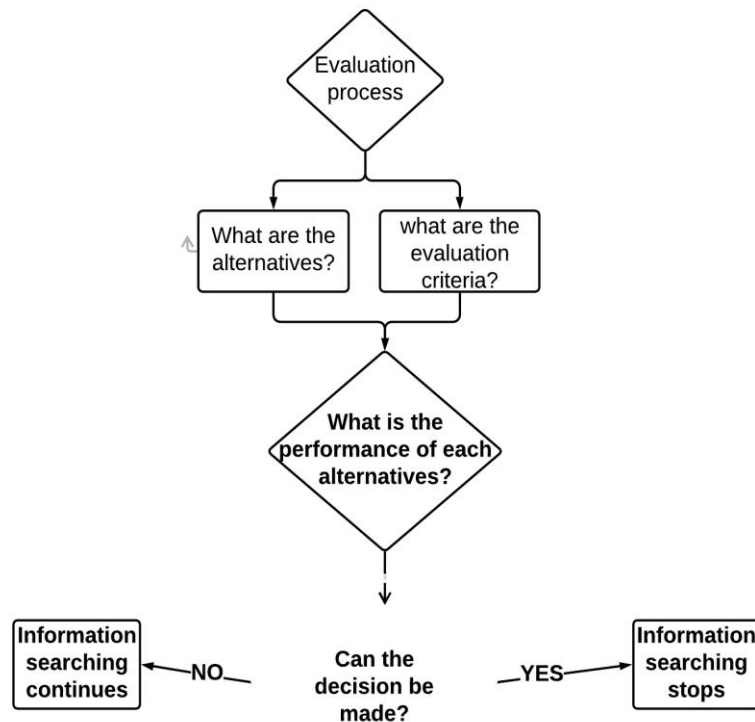 Evaluation
process
What are the
alternatives?
what are the
evaluation
criteria?
What is the
performance of each
alternatives?
Information
searching
continues
NO
Can the
decision be
made?
YES
Information
searching
stops